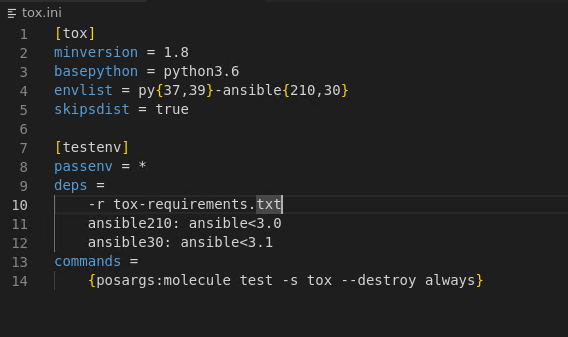 tox.ini
1 [tox]
2 minversion = 1.8
3 basepython = python3.6
4 envlist = py{37,39}-ansible{210,30}
5 skipsdist = true
6
7 [testenv]
8 passenv = *
9 deps =
10     -r tox-requirements.txt
11     ansible210: ansible<3.0
12     ansible30: ansible<3.1
13 commands =
14     {posargs:molecule test -s tox --destroy always}